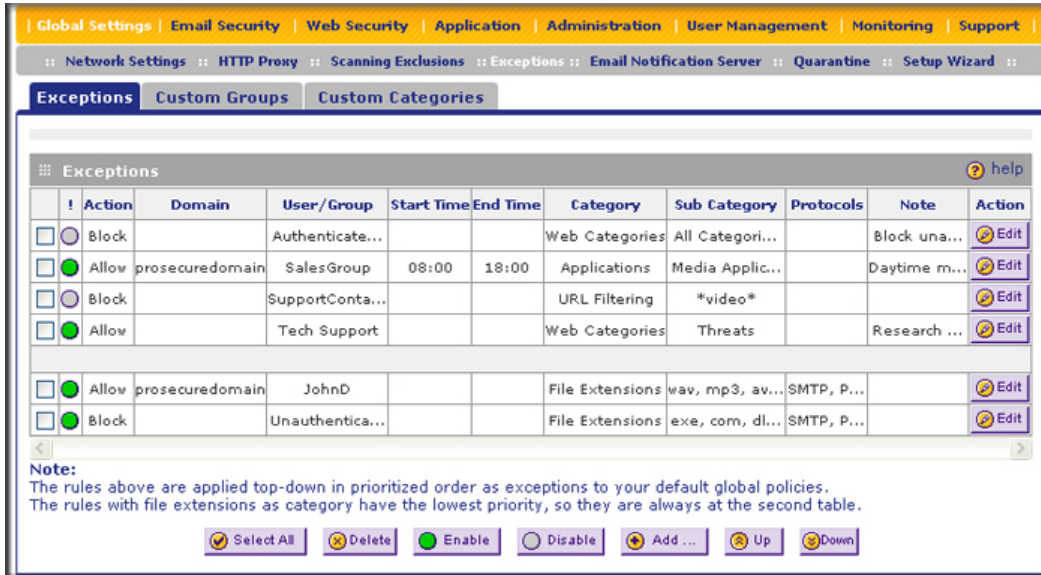 | Global Settings | Email Security | Web Security | Application | Administration | User Management | Monitoring | Support |
:: Network Settings :: HTTP Proxy :: Scanning Exclusions :: Exceptions :: Email Notification Server :: Quarantine :: Setup Wizard ::
Exceptions Custom Groups Custom Categories
Exceptions ? help
! Action Domain User/Group Start Time End Time Category Sub Category Protocols Note Action
Block Authenticate... Web Categories All Categori... Block una... Edit
Allow prosecuredomain SalesGroup 08:00 18:00 Applications Media Applic... Daytime m... Edit
Block SupportConta... URL Filtering *video* Edit
Allow Tech Support Web Categories Threats Research ... Edit
Allow prosecuredomain JohnD File Extensions wav, mp3, av... SMTP, P... Edit
Block Unauthentica... File Extensions exe, com, dl... SMTP, P... Edit
Note:
The rules above are applied top-down in prioritized order as exceptions to your default global policies.
The rules with file extensions as category have the lowest priority, so they are always at the second table.
Select All Delete Enable Disable Add ... Up Down